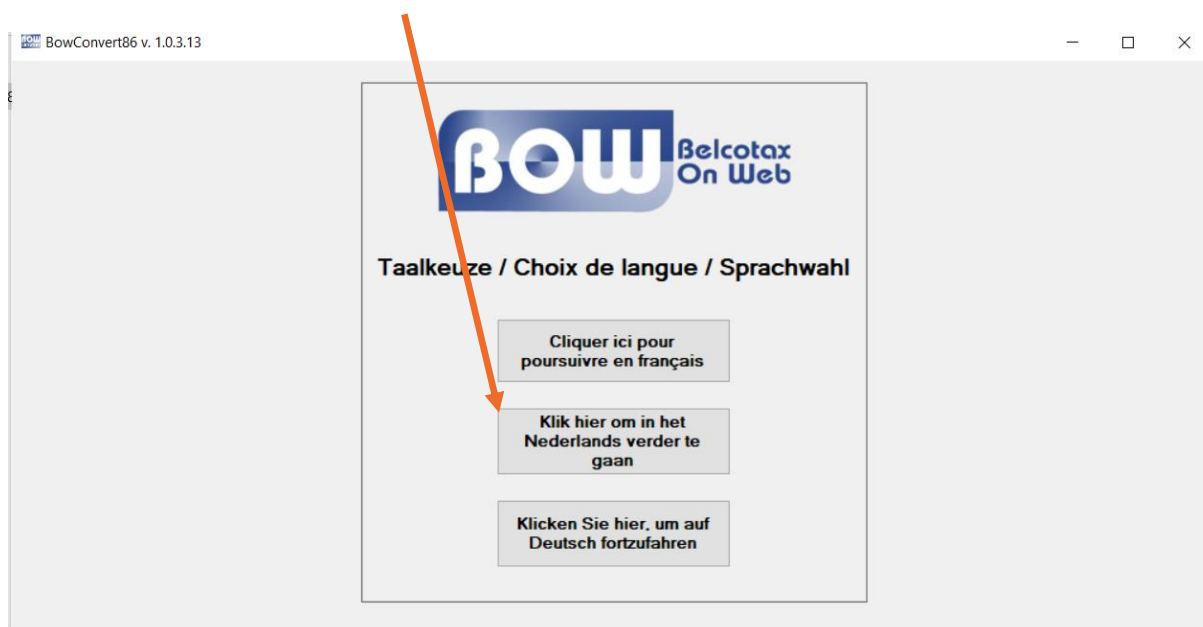 BowConvert86 v. 1.0.3.13
BOW Belcotax
On Web
Taalkeuze / Choix de langue / Sprachwahl
Cliquer ici pour
poursuivre en français
Klik hier om in het
Nederlands verder te
gaan
Klicken Sie hier, um auf
Deutsch fortzufahren